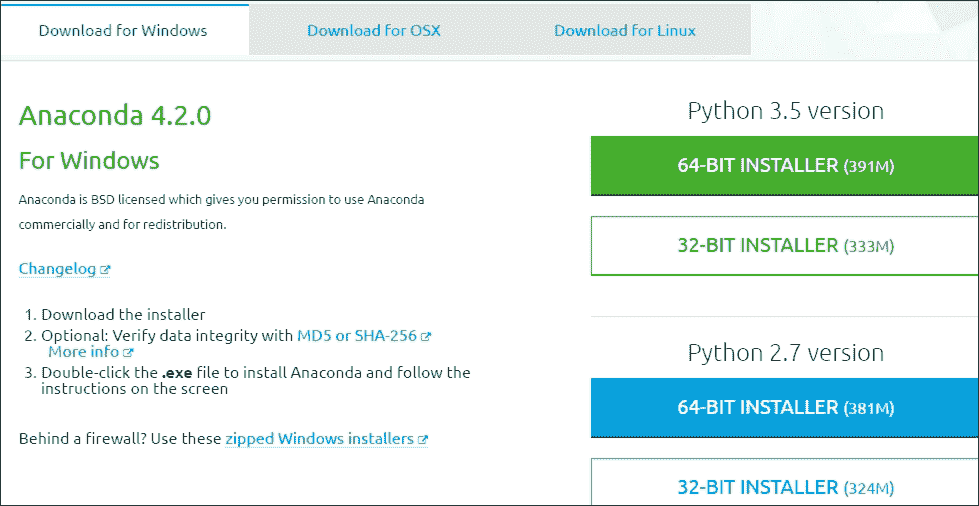 Download for Windows
Download for OSX
Download for Linux
Anaconda 4.2.0
For Windows
Anaconda is BSD licensed which gives you permission to use Anaconda
commercially and for redistribution.
Changelog
1. Download the installer
2. Optional: Verify data integrity with MD5 or SHA-256
More info
3. Double-click the .exe file to install Anaconda and follow the
instructions on the screen
Behind a firewall? Use these zipped Windows installers
Python 3.5 version
64-BIT INSTALLER (391M)
32-BIT INSTALLER (333M)
Python 2.7 version
64-BIT INSTALLER (381M)
32-BIT INSTALLER (324M)